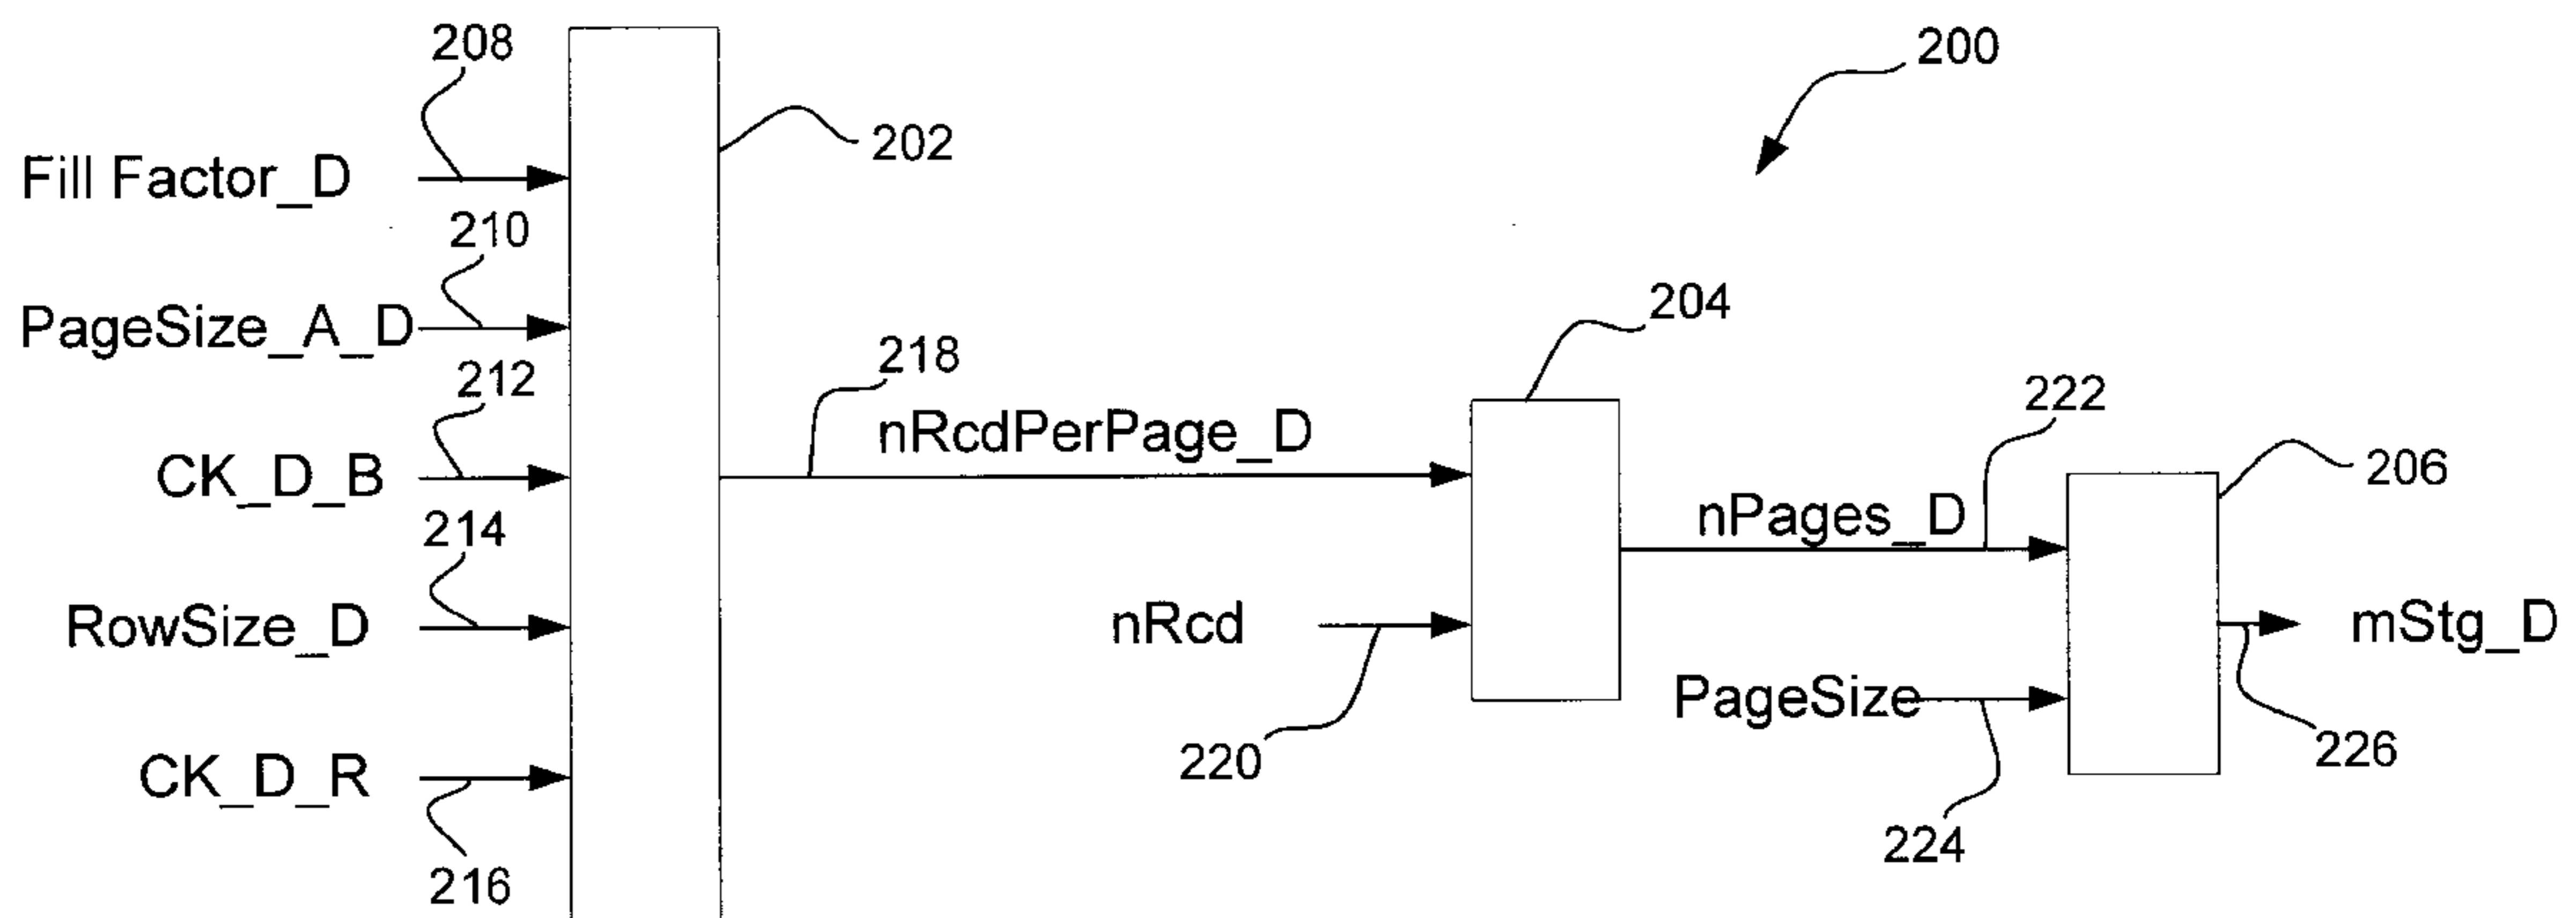 208
200
202
Fill Factor_D
210
PageSize_A_D
204
212
218
222
CK_D_B
nRcdPerPage_D
206
214
nPages_D
RowSize_D
nRcd
mStg_D
PageSize
CK_D_R
220
226
224
216